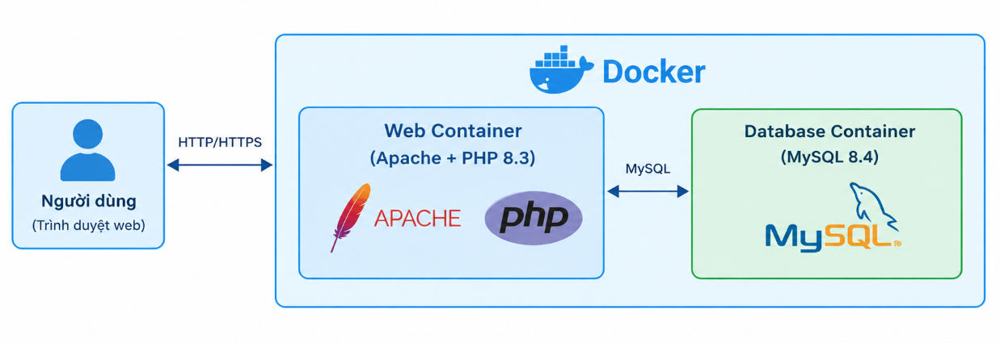 Docker
Người dùng
(Trình duyệt web)
HTTP/HTTPS
Web Container
(Apache + PHP 8.3)
APACHE
php
MySQL
Database Container
(MySQL 8.4)
MySQL